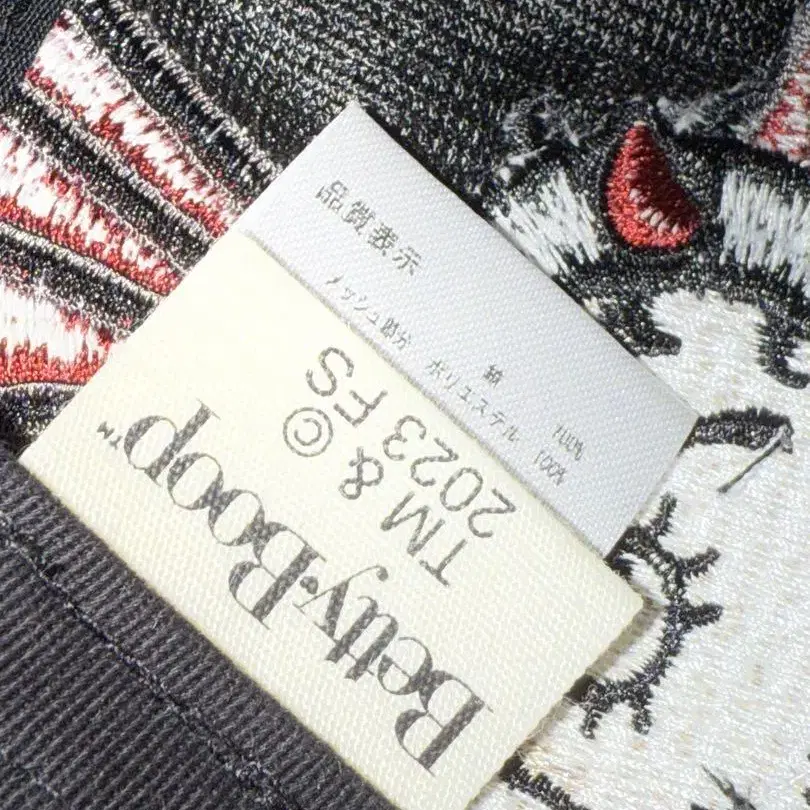 品質表示
綿 100%
メッシュ部分 ポリエステル 100%
Betty Boop™
TM & ©
2023 FS